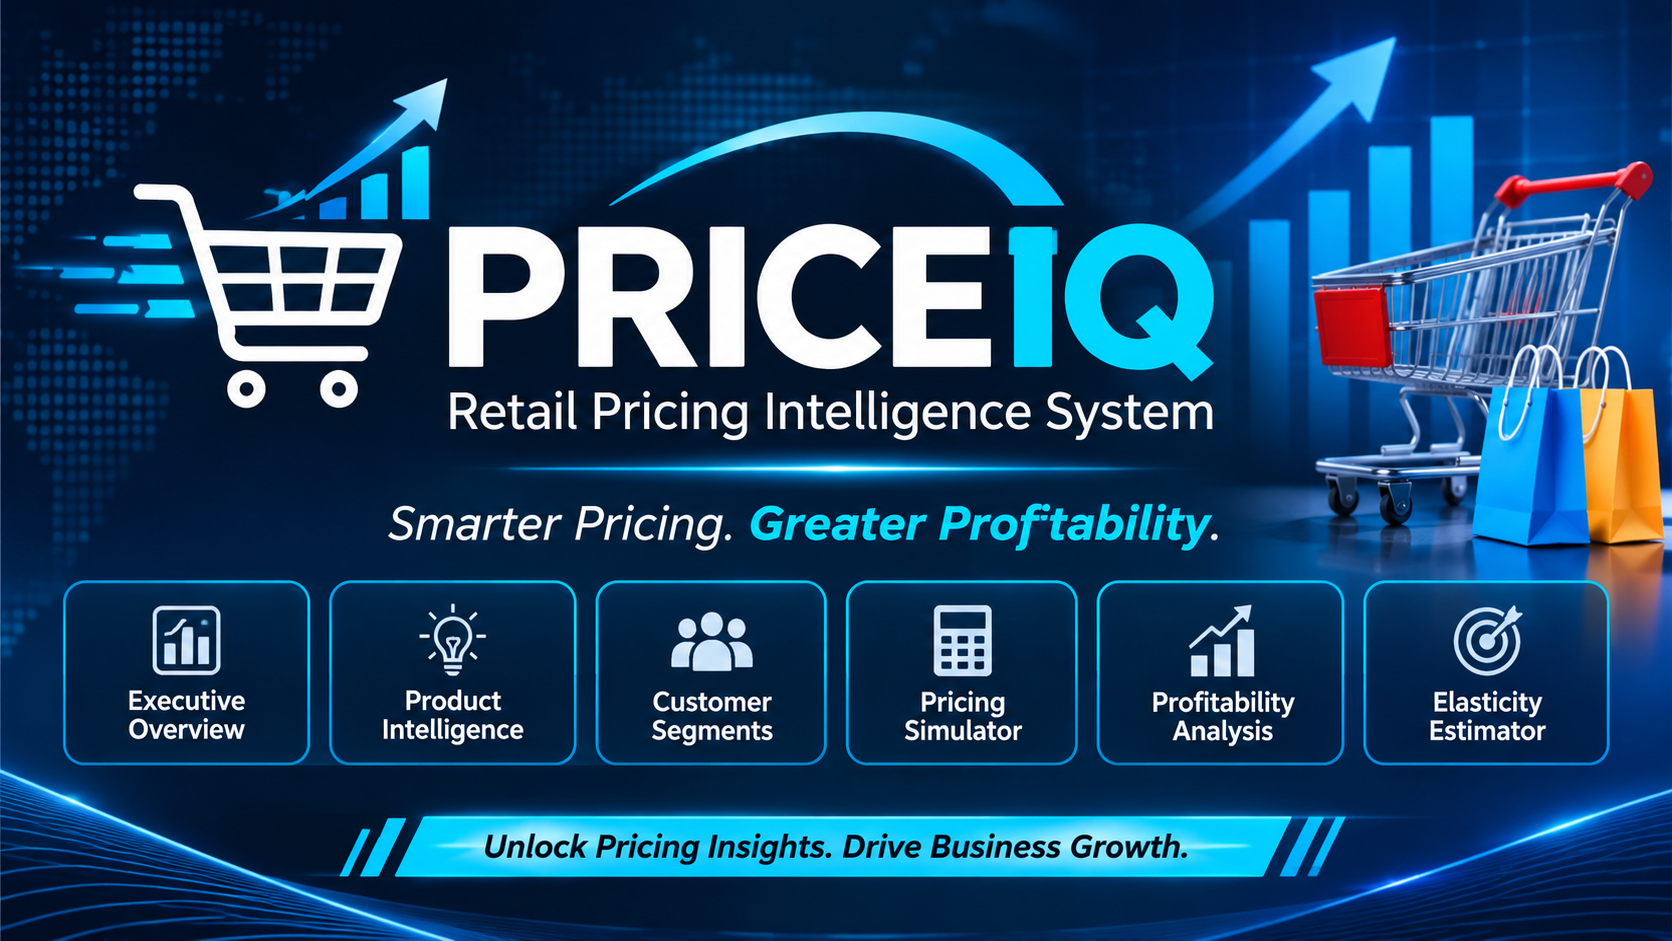 PRICEIQ
Retail Pricing Intelligence System
Smarter Pricing. Greater Profitability.
Executive
Overview
Product
Intelligence
Customer
Segments
Pricing
Simulator
Profitability
Analysis
Elasticity
Estimator
Unlock Pricing Insights. Drive Business Growth.